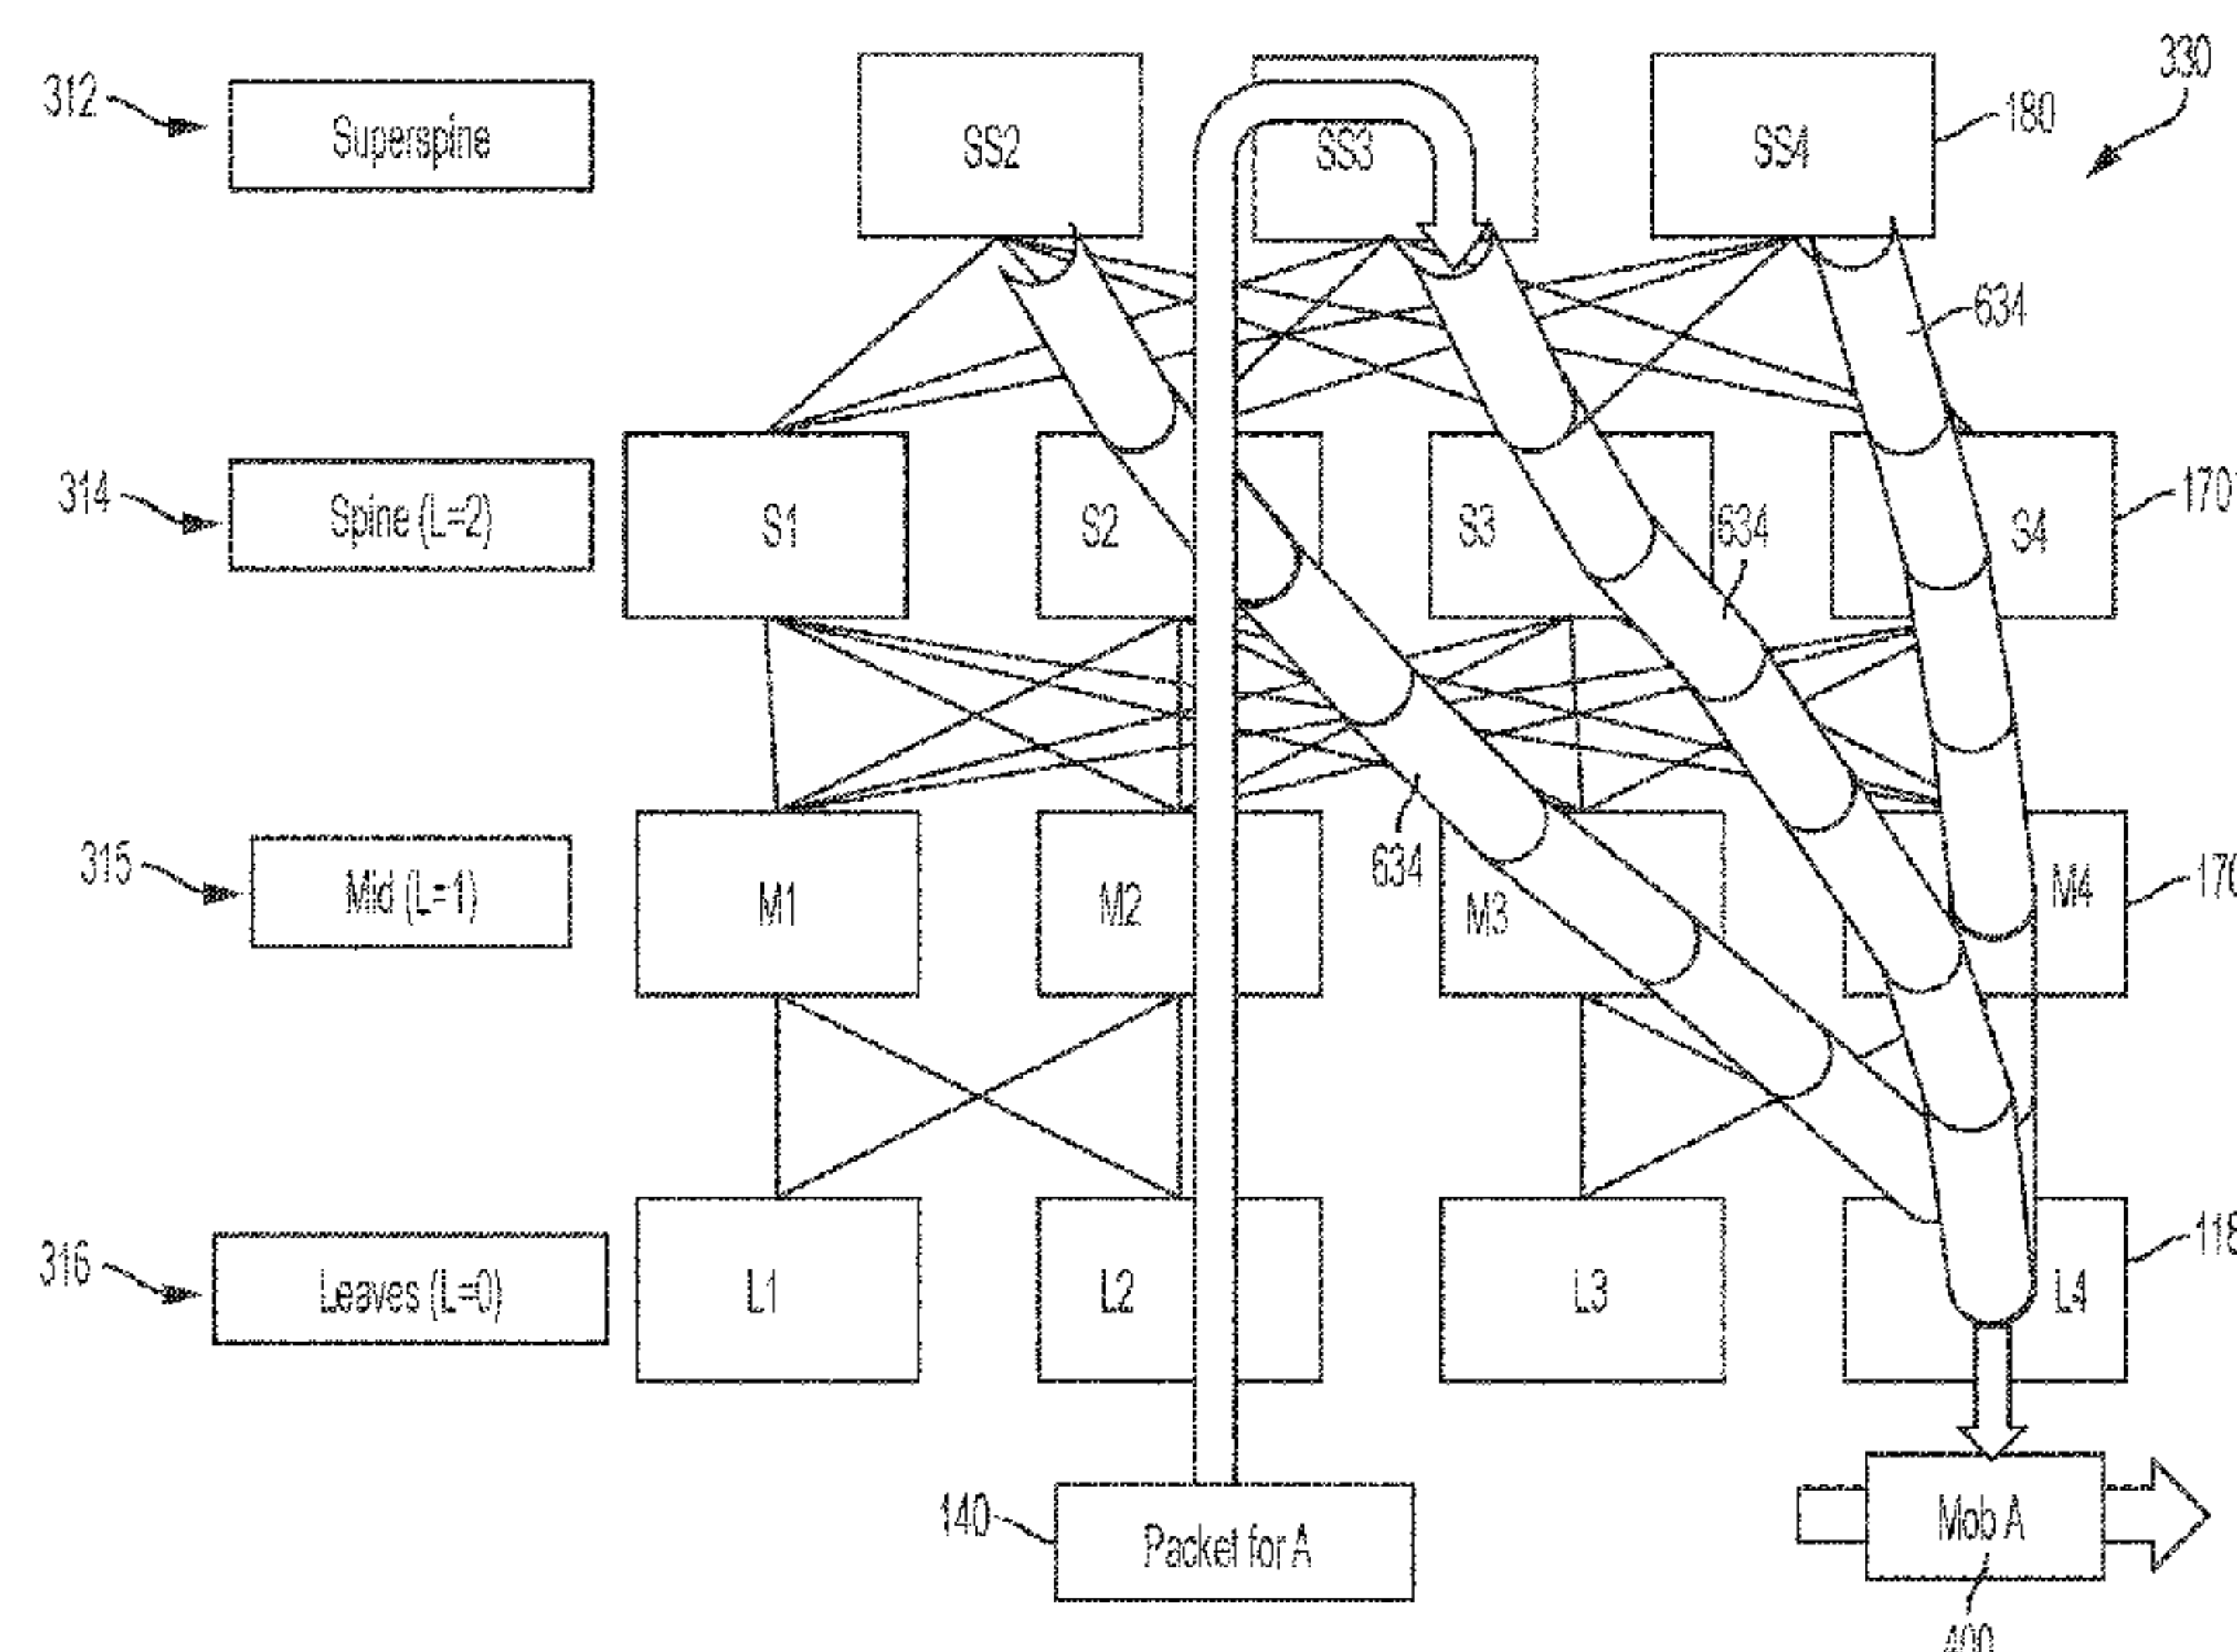 330
312
Superspine
SS2
SS3
SS4
180
634
314
Spine (L=2)
S1
S2
S3
634
S4
170
315
Mid (L=1)
M1
M2
634
M3
M4
170
316
Leaves (L=0)
L1
L2
L3
L4
118
140
Packet for A
Mob A
400